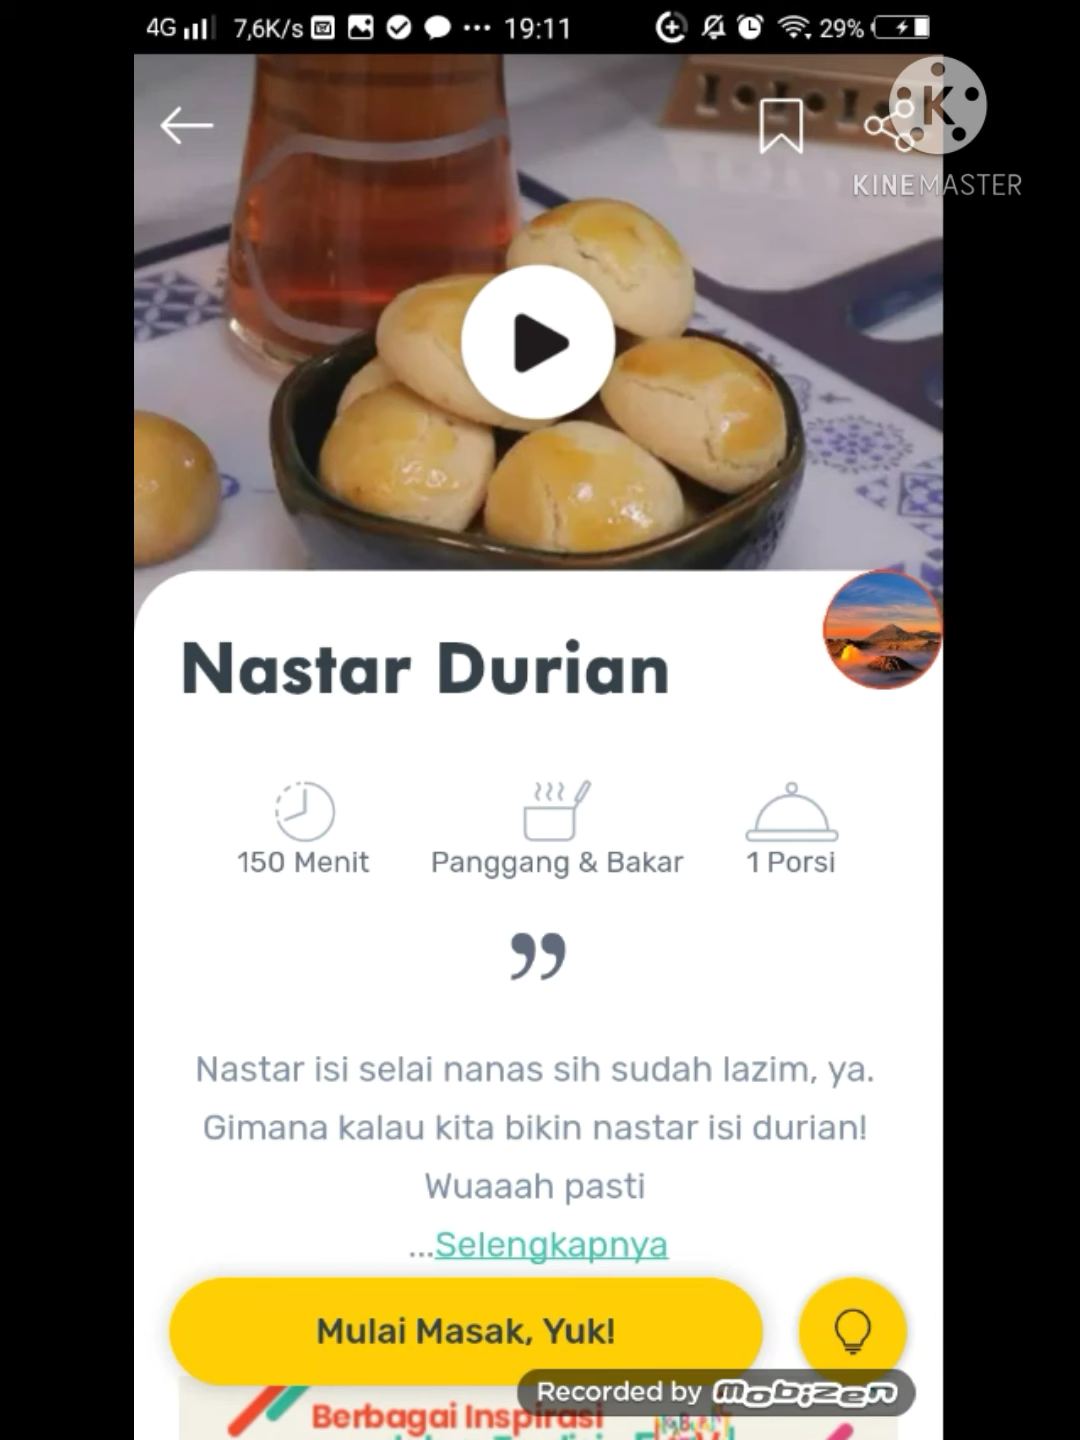 4G 7,6K/s 19:11 29%
K
KINEMASTER
Nastar Durian
150 Menit Panggang & Bakar 1 Porsi
”
Nastar isi selai nanas sih sudah lazim, ya.
Gimana kalau kita bikin nastar isi durian!
Wuaaah pasti
...Selengkapnya
Mulai Masak, Yuk!
Recorded by mobizen
Berbagai Inspirasi